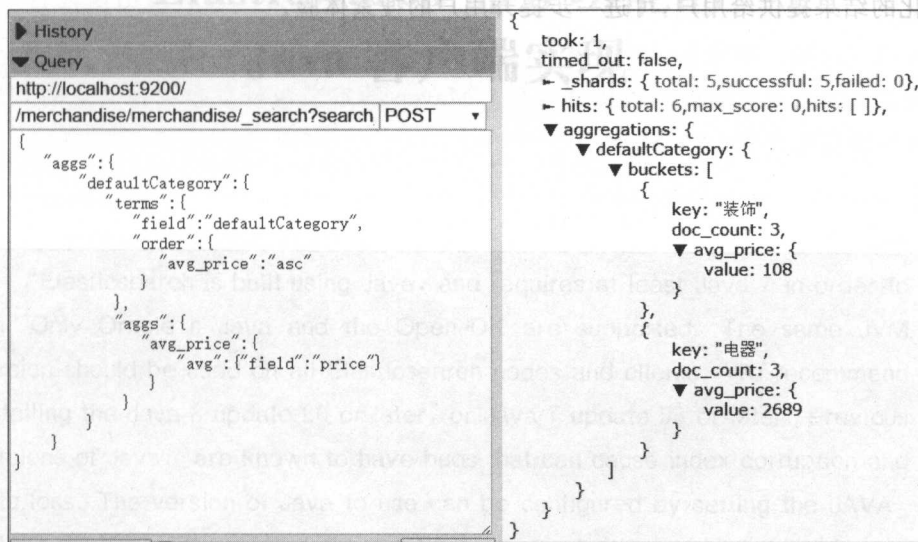 History
Query
http://localhost:9200/
/merchandise/merchandise/_search?search POST
{
"aggs":{
"defaultCategory":{
"terms":{
"field":"defaultCategory",
"order":{
"avg_price":"asc"
}
},
"aggs":{
"avg_price":{
"avg":{"field":"price"}
}
}
}
}
{
took: 1,
timed_out: false,
_shards: { total: 5,successful: 5,failed: 0},
hits: { total: 6,max_score: 0,hits: [ ]},
aggregations: {
defaultCategory: {
buckets: [
{
key: "装饰",
doc_count: 3,
avg_price: {
value: 108
}
},
{
key: "电器",
doc_count: 3,
avg_price: {
value: 2689
}
}
]
}
}
}